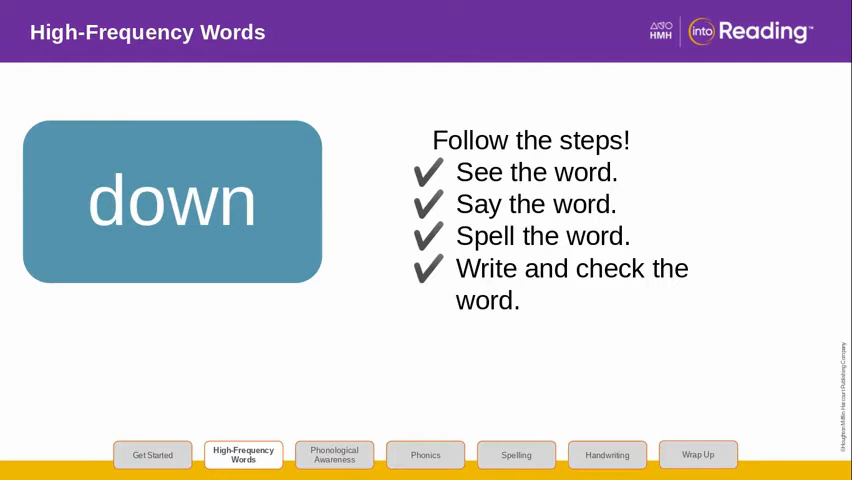 High-Frequency Words
HMH
into Reading™
down
Follow the steps!
✔ See the word.
✔ Say the word.
✔ Spell the word.
✔ Write and check the
word.
©Houghton Mifflin Harcourt Publishing Company
Get Started
High-Frequency
Words
Phonological
Awareness
Phonics
Spelling
Handwriting
Wrap Up